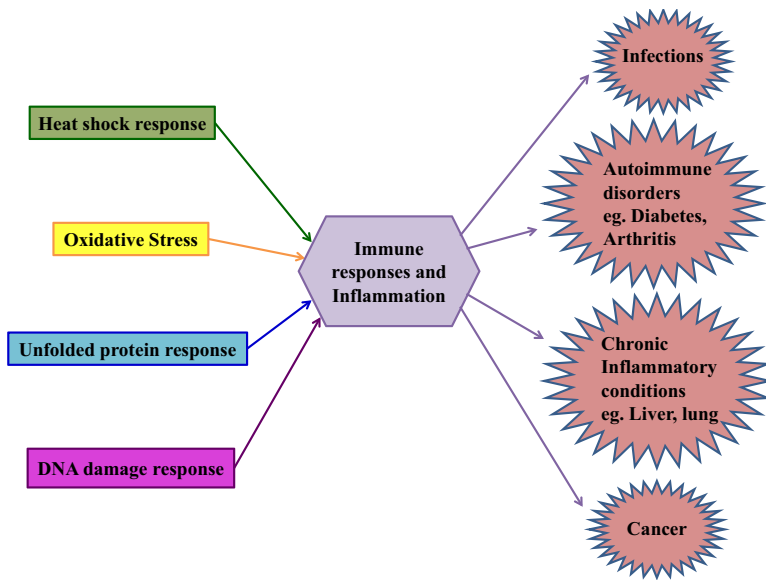 Heat shock response
Oxidative Stress
Unfolded protein response
DNA damage response
Immune
responses and
Inflammation
Infections
Autoimmune
disorders
eg. Diabetes,
Arthritis
Chronic
Inflammatory
conditions
eg. Liver, lung
Cancer